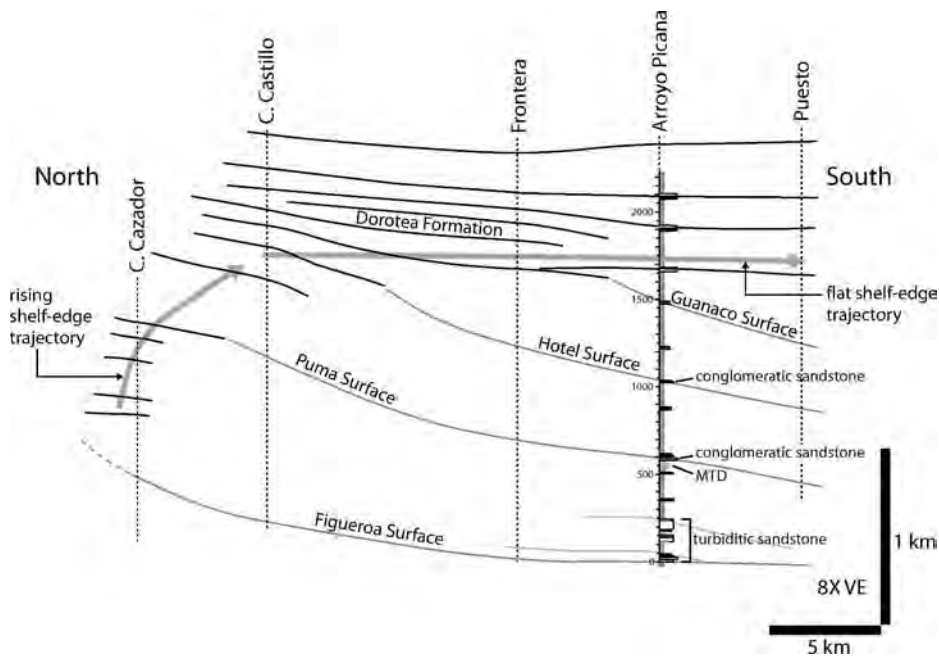 C. Castillo
Frontera
Arroyo Picana
Puesto
North
South
C. Cazador
2000
Dorotea Formation
rising
shelf-edge
trajectory
flat shelf-edge
trajectory
1500
Guanaco Surface
Hotel Surface
Puma Surface
conglomeratic sandstone
1000
conglomeratic sandstone
MTD
500
Figueroa Surface
turbiditic sandstone
0
1 km
8X VE
5 km